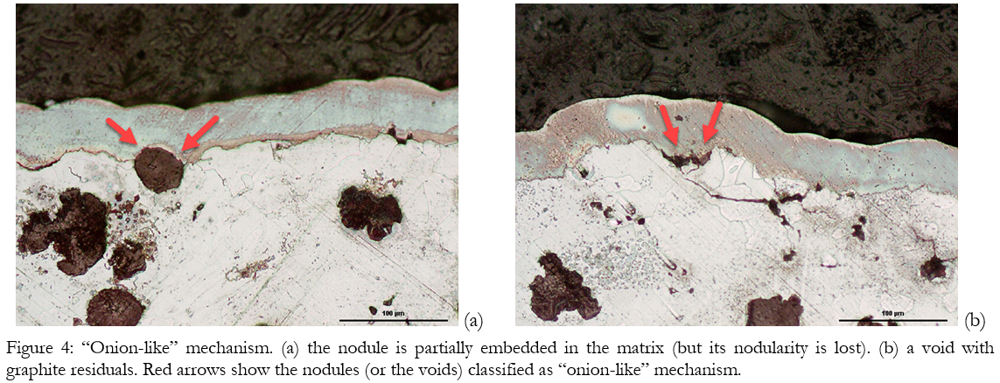 100 μm
(a)
100 μm
(b)
Figure 4: “Onion-like” mechanism. (a) the nodule is partially embedded in the matrix (but its nodularity is lost). (b) a void with
graphite residuals. Red arrows show the nodules (or the voids) classified as “onion-like” mechanism.